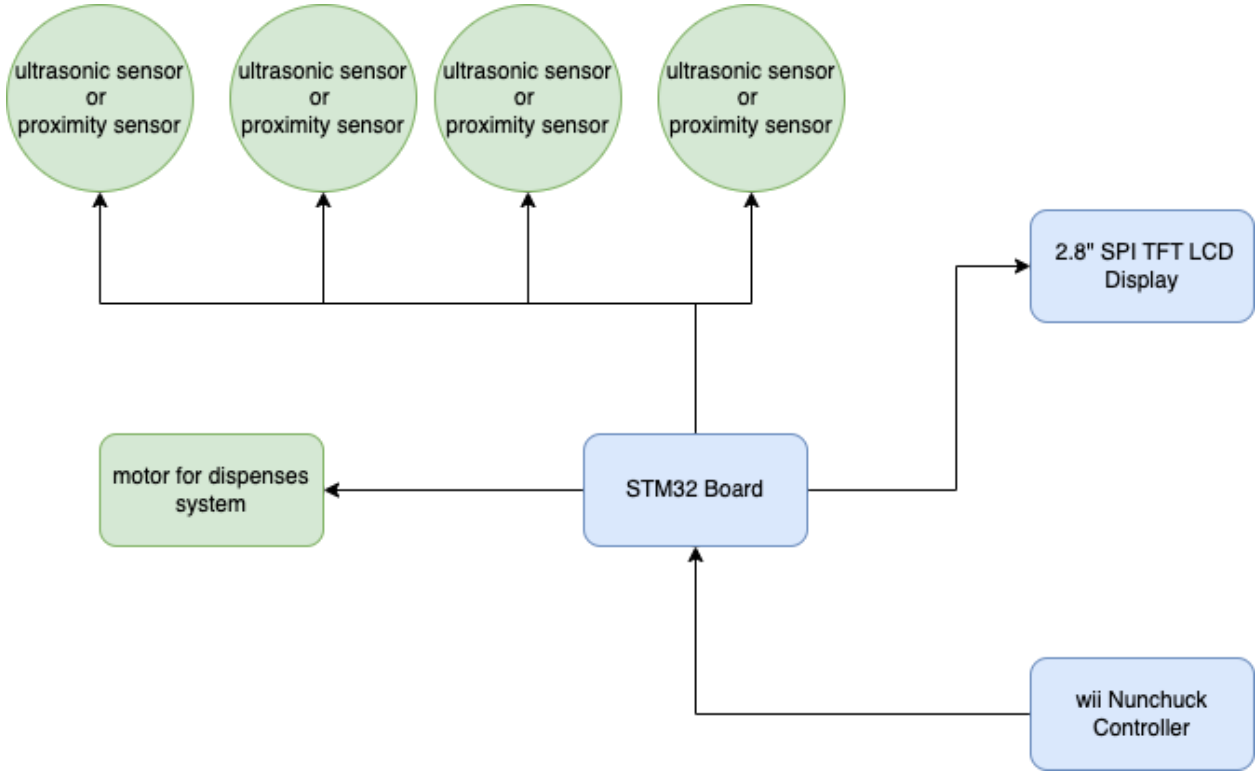 ultrasonic sensor
or
proximity sensor
ultrasonic sensor
or
proximity sensor
ultrasonic sensor
or
proximity sensor
ultrasonic sensor
or
proximity sensor
2.8" SPI TFT LCD
Display
motor for dispenses
system
STM32 Board
wii Nunchuck
Controller